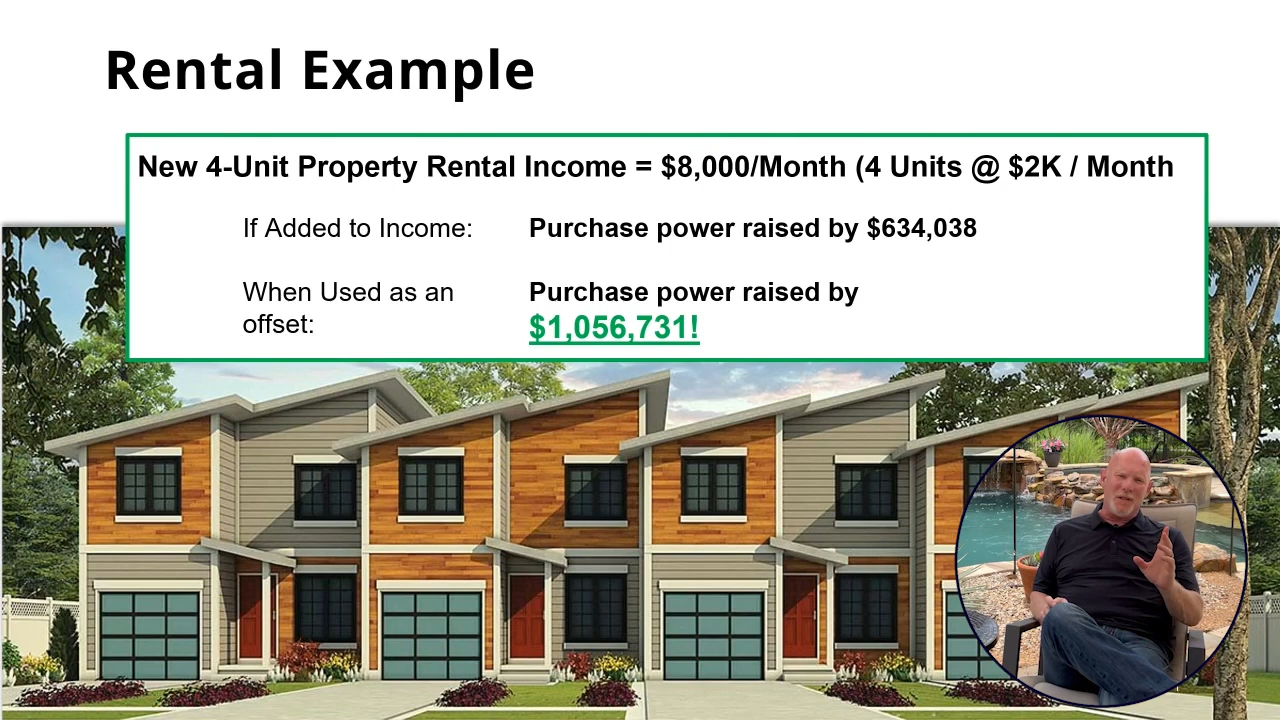 Rental Example
New 4-Unit Property Rental Income = $8,000/Month (4 Units @ $2K / Month
If Added to Income: Purchase power raised by $634,038
When Used as an Purchase power raised by
offset: $1,056,731!